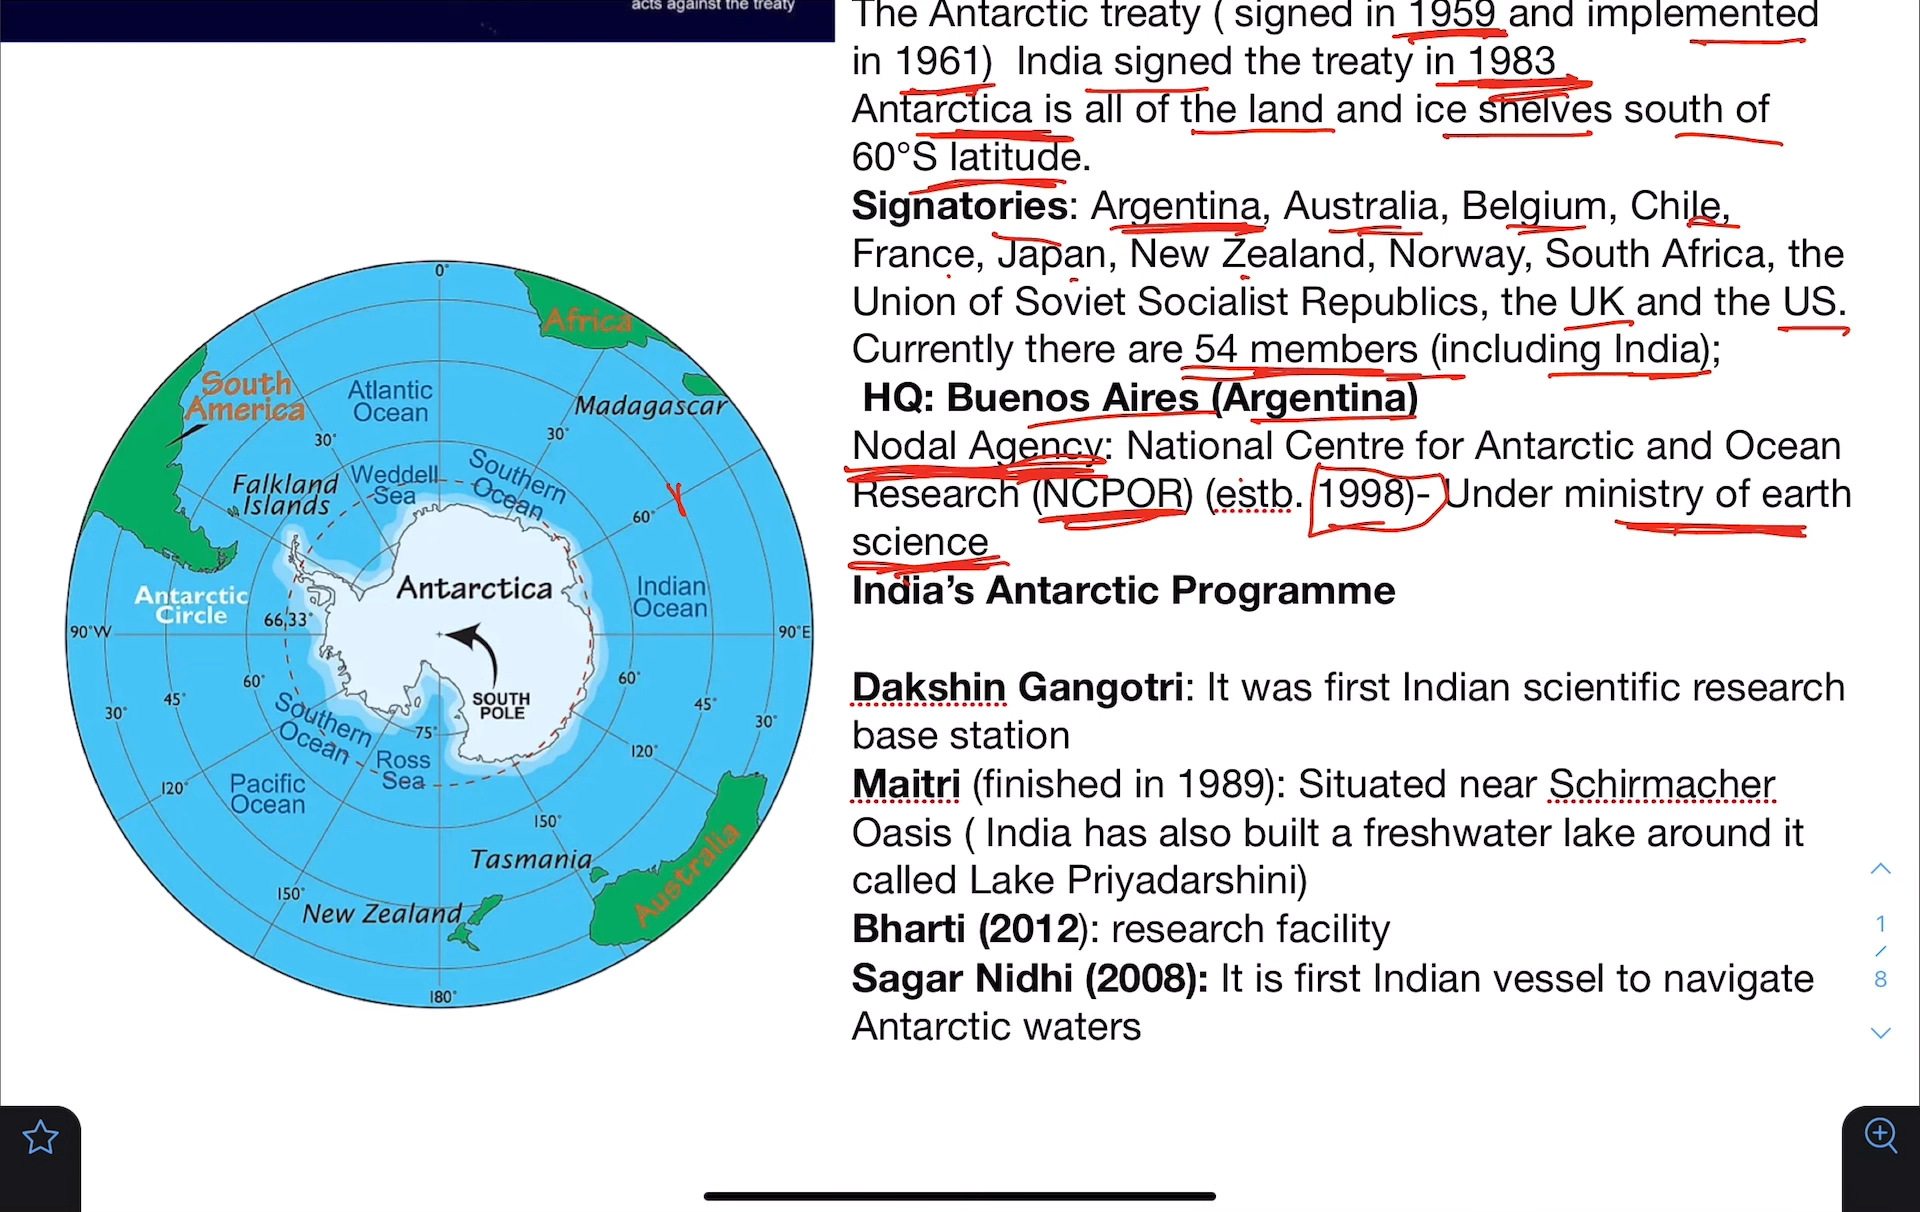 acts against the treaty
The Antarctic treaty ( signed in 1959 and implemented
in 1961)  India signed the treaty in 1983
Antarctica is all of the land and ice shelves south of
60°S latitude.
Signatories: Argentina, Australia, Belgium, Chile,
France, Japan, New Zealand, Norway, South Africa, the
Union of Soviet Socialist Republics, the UK and the US.
Currently there are 54 members (including India);
HQ: Buenos Aires (Argentina)
Nodal Agency: National Centre for Antarctic and Ocean
Research (NCPOR) (estb. 1998)- Under ministry of earth
science
India's Antarctic Programme
Dakshin Gangotri: It was first Indian scientific research
base station
Maitri (finished in 1989): Situated near Schirmacher
Oasis ( India has also built a freshwater lake around it
called Lake Priyadarshini)
Bharti (2012): research facility
Sagar Nidhi (2008): It is first Indian vessel to navigate
Antarctic waters
0°
Africa
South
America
Atlantic
Ocean
Madagascar
30°
30°
Weddell
Sea
Southern
Ocean
Falkland
Islands
60°
Antarctica
Indian
Ocean
Antarctic
Circle
66,33°
90°W
90°E
60°
60°
45°
45°
30°
30°
SOUTH
POLE
Southern
Ocean
75°
120°
Ross
Sea
Pacific
Ocean
120°
150°
Tasmania
Australia
150°
New Zealand
180°
1
/
8